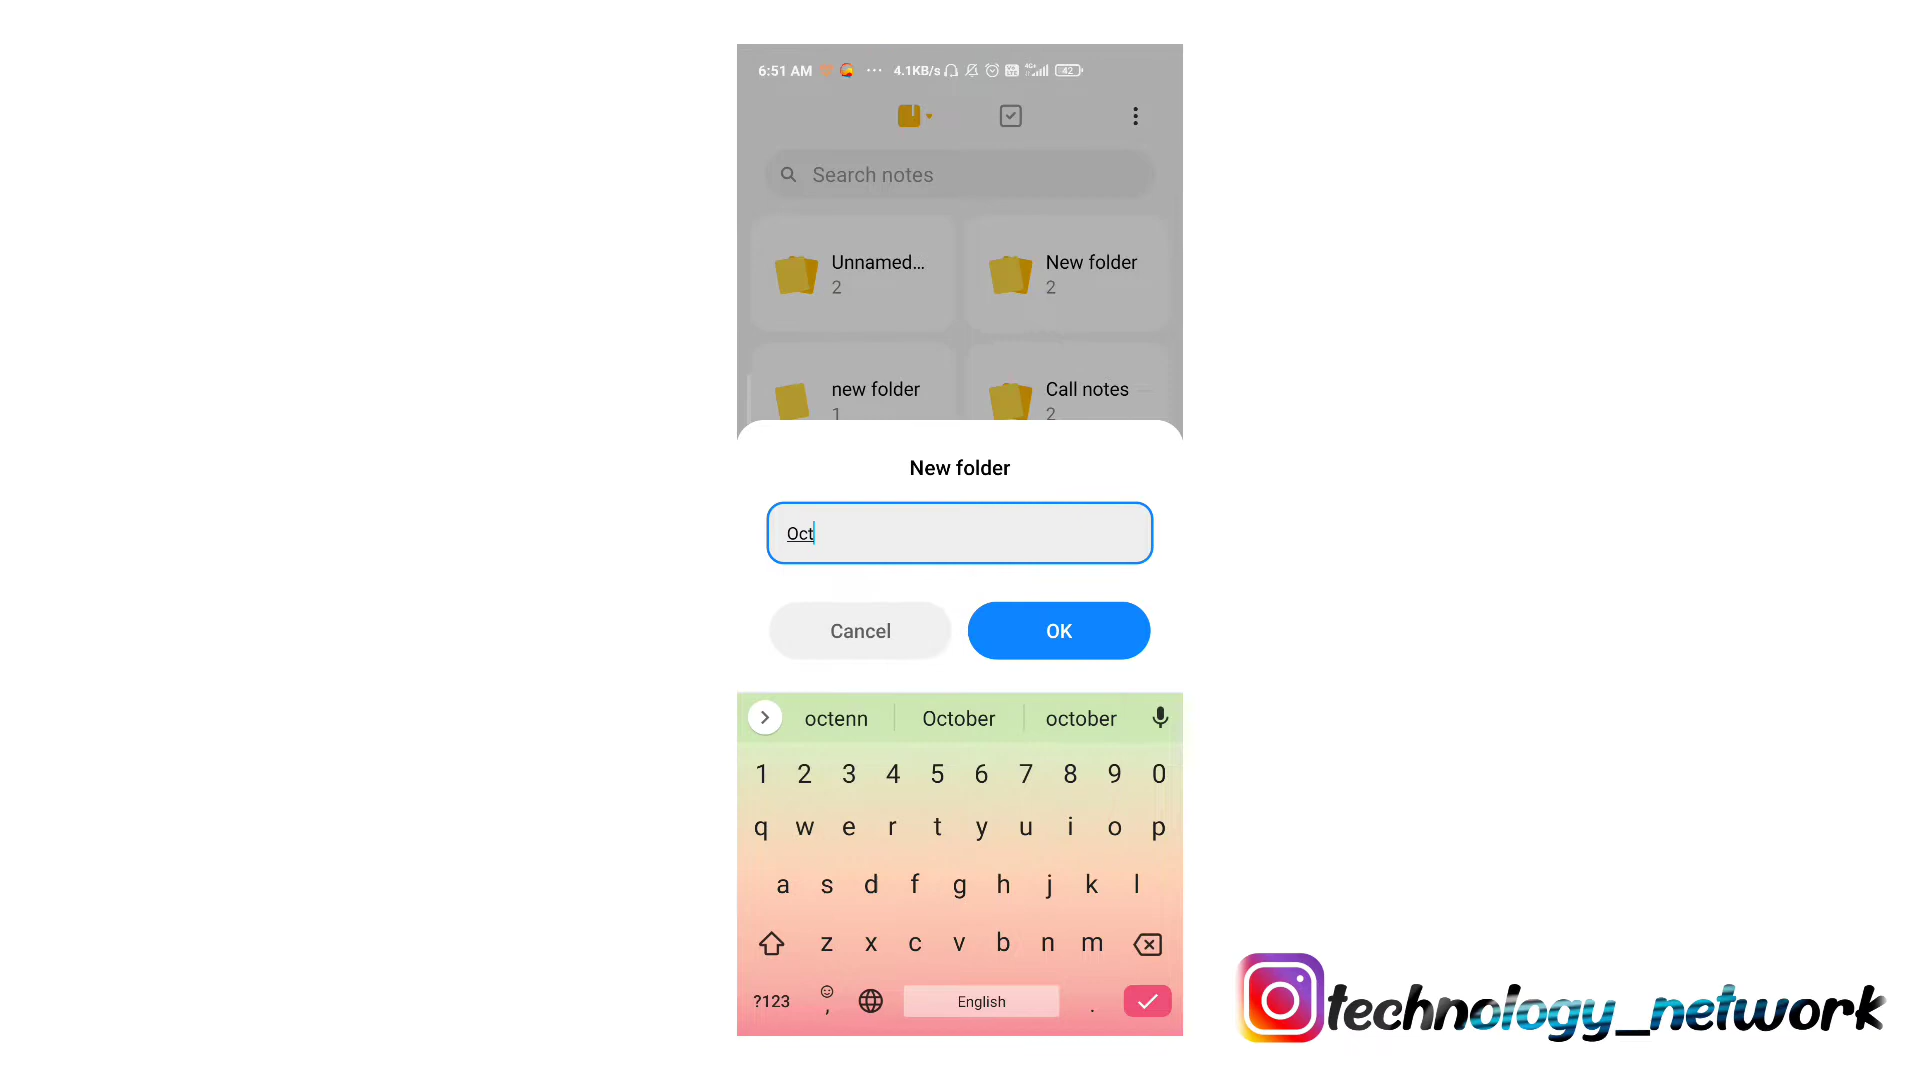 6:51 AM ... 4.1KB/s 4G+ 42
Search notes
Unnamed...
2
New folder
2
new folder
1
Call notes
2
New folder
Oct
Cancel
OK
octenn
October
october
1 2 3 4 5 6 7 8 9 0
q w e r t y u i o p
a s d f g h j k l
z x c v b n m
?123 , English .
technology_network